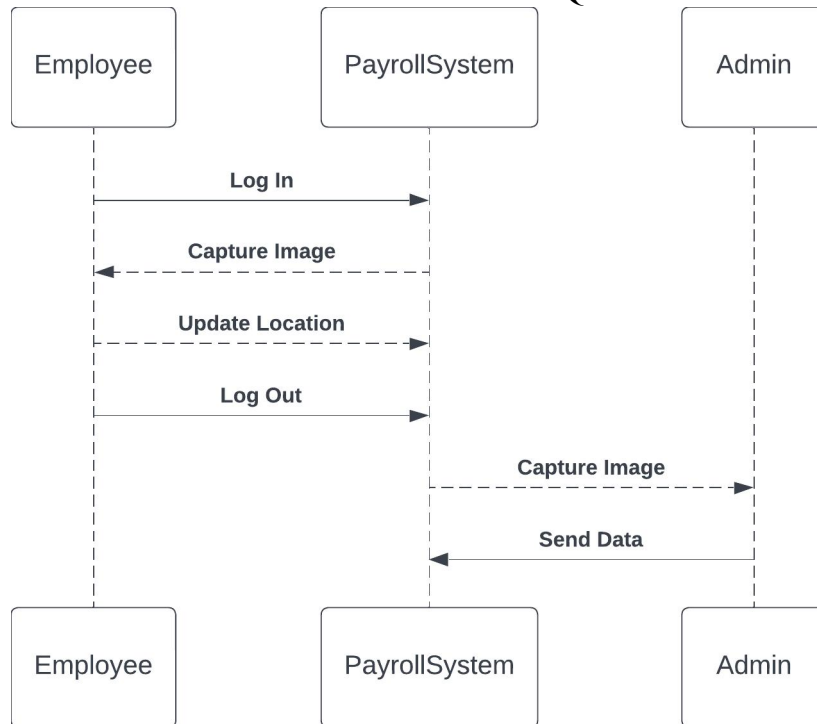 Employee
PayrollSystem
Admin
Log In
Capture Image
Update Location
Log Out
Capture Image
Send Data
Employee
PayrollSystem
Admin